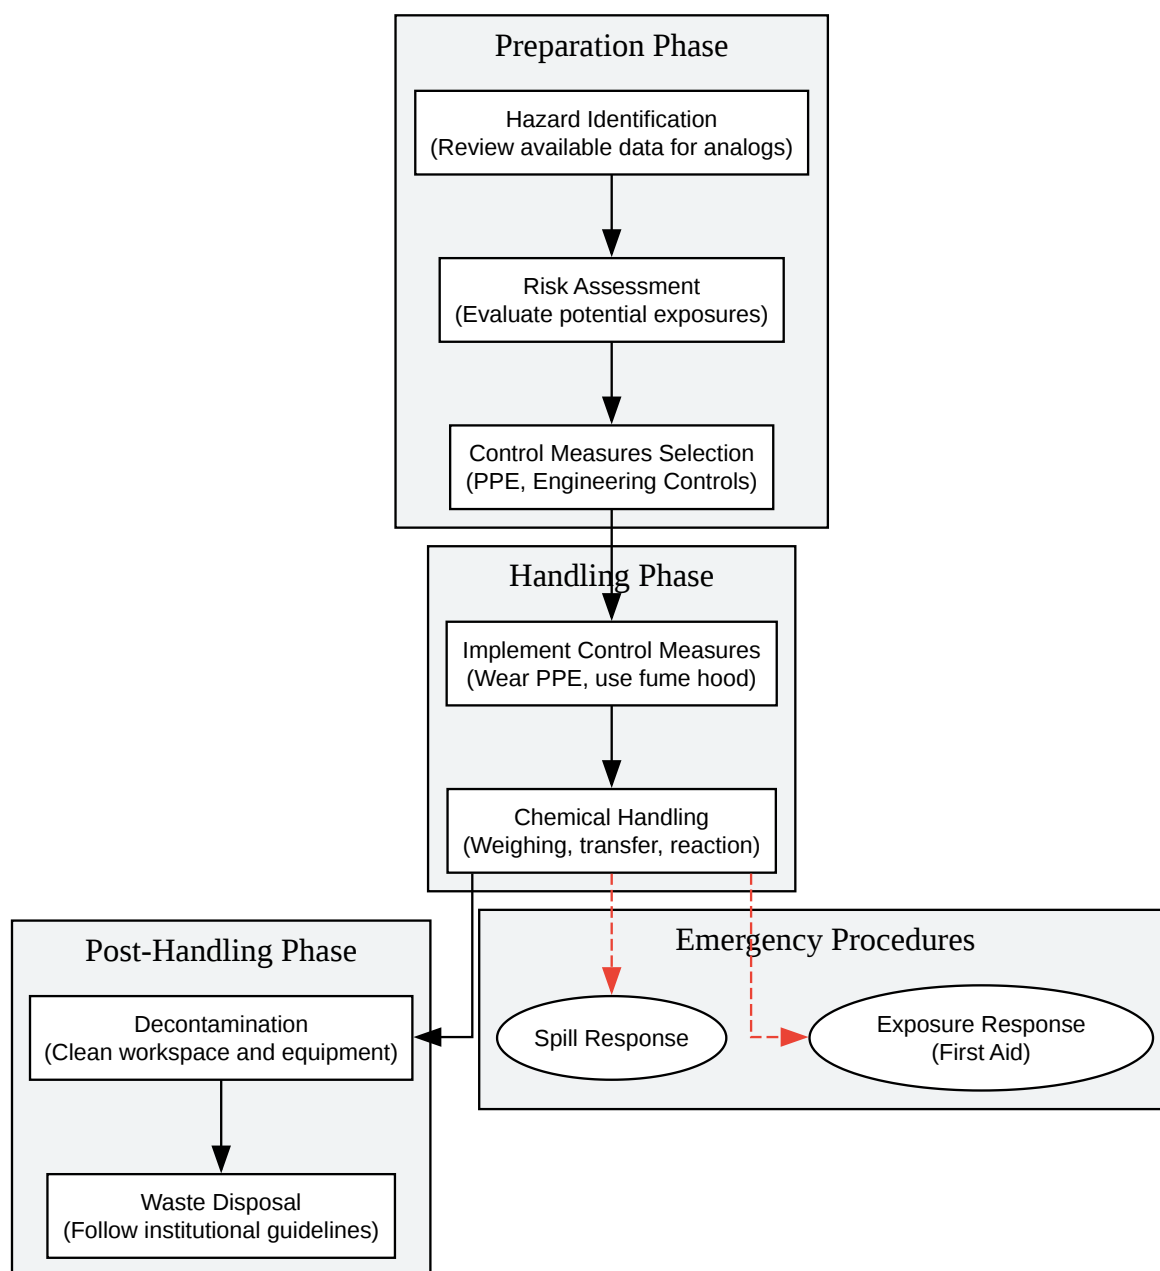 Preparation Phase
Hazard Identification
(Review available data for analogs)
Risk Assessment
(Evaluate potential exposures)
Control Measures Selection
(PPE, Engineering Controls)
Handling Phase
Implement Control Measures
(Wear PPE, use fume hood)
Chemical Handling
(Weighing, transfer, reaction)
Post-Handling Phase
Decontamination
(Clean workspace and equipment)
Waste Disposal
(Follow institutional guidelines)
Emergency Procedures
Spill Response
Exposure Response
(First Aid)